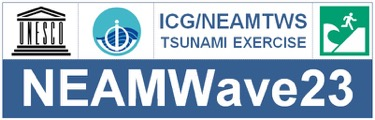 UNESCO
ICG/NEAMTWS
TSUNAMI EXERCISE
NEAMWave23